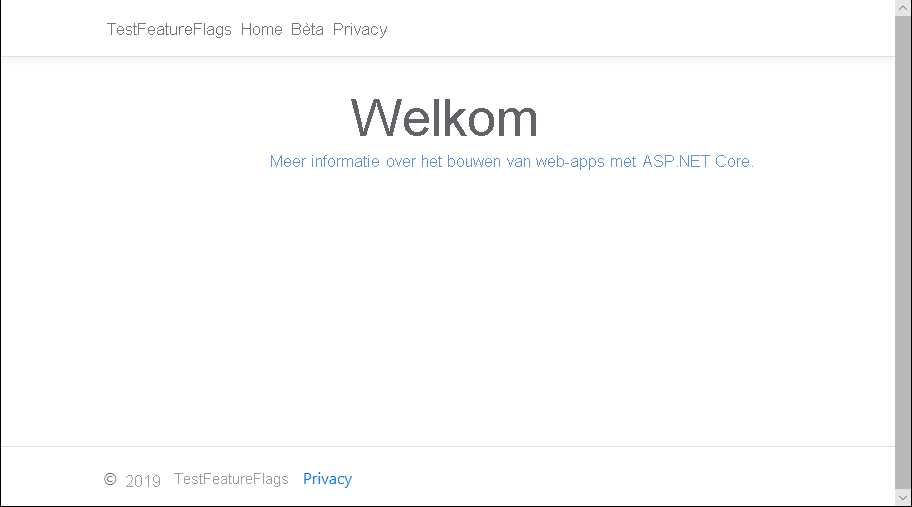 TestFeatureFlags Home Bèta Privacy
Welkom
Meer informatie over het bouwen van web-apps met ASP.NET Core.
© 2019 TestFeatureFlags Privacy